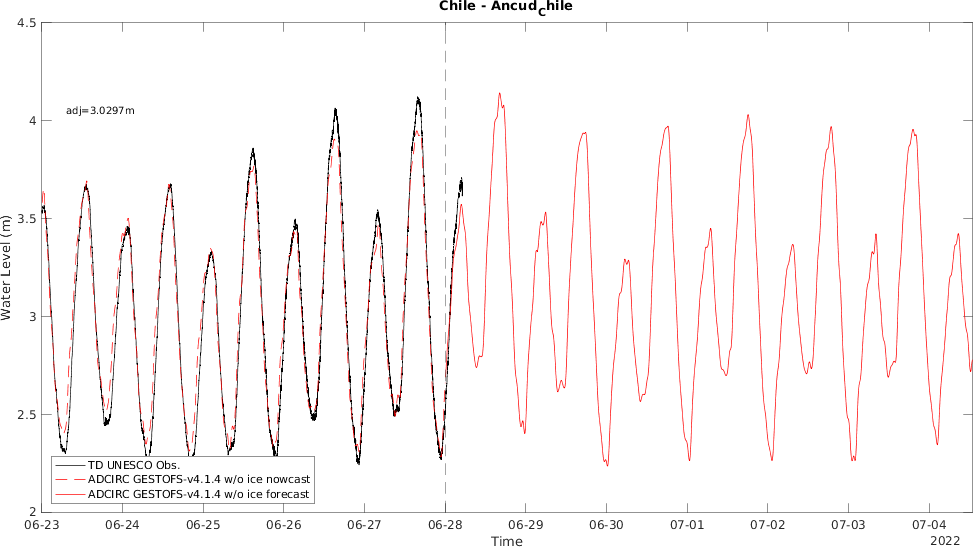 Chile - Ancud_Chile
4.5
adj=3.0297m
4
3.5
Water Level (m)
3
2.5
TD UNESCO Obs.
ADCIRC GESTOFS-v4.1.4 w/o ice nowcast
ADCIRC GESTOFS-v4.1.4 w/o ice forecast
2
06-23 06-24 06-25 06-26 06-27 06-28 06-29 06-30 07-01 07-02 07-03 07-04
Time
2022